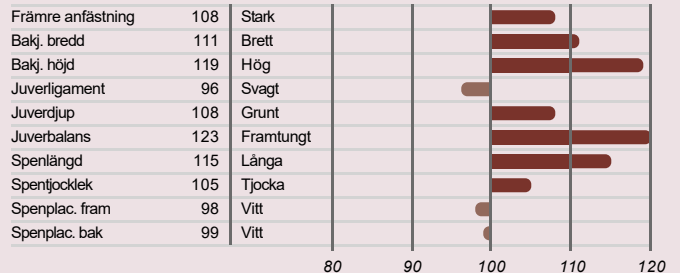 Främre anfästning 108 Stark
Bakj. bredd 111 Brett
Bakj. höjd 119 Hög
Juverligament 96 Svagt
Juverdjup 108 Grunt
Juverbalans 123 Framtungt
Spenlängd 115 Långa
Spentjocklek 105 Tjocka
Spenplac. fram 98 Vitt
Spenplac. bak 99 Vitt
80 90 100 110 120